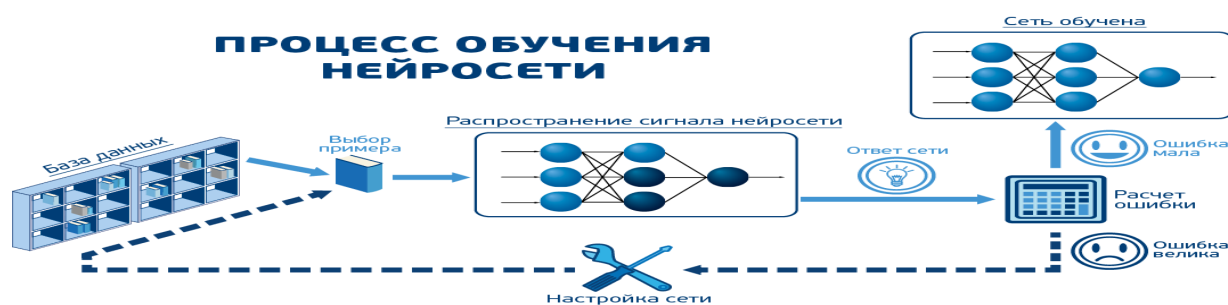 ПРОЦЕСС ОБУЧЕНИЯ
НЕЙРОСЕТИ
База данных
Выбор
примера
Распространение сигнала нейросети
Ответ сети
Сеть обучена
Ошибка
мала
Расчет
ошибки
Ошибка
велика
Настройка сети